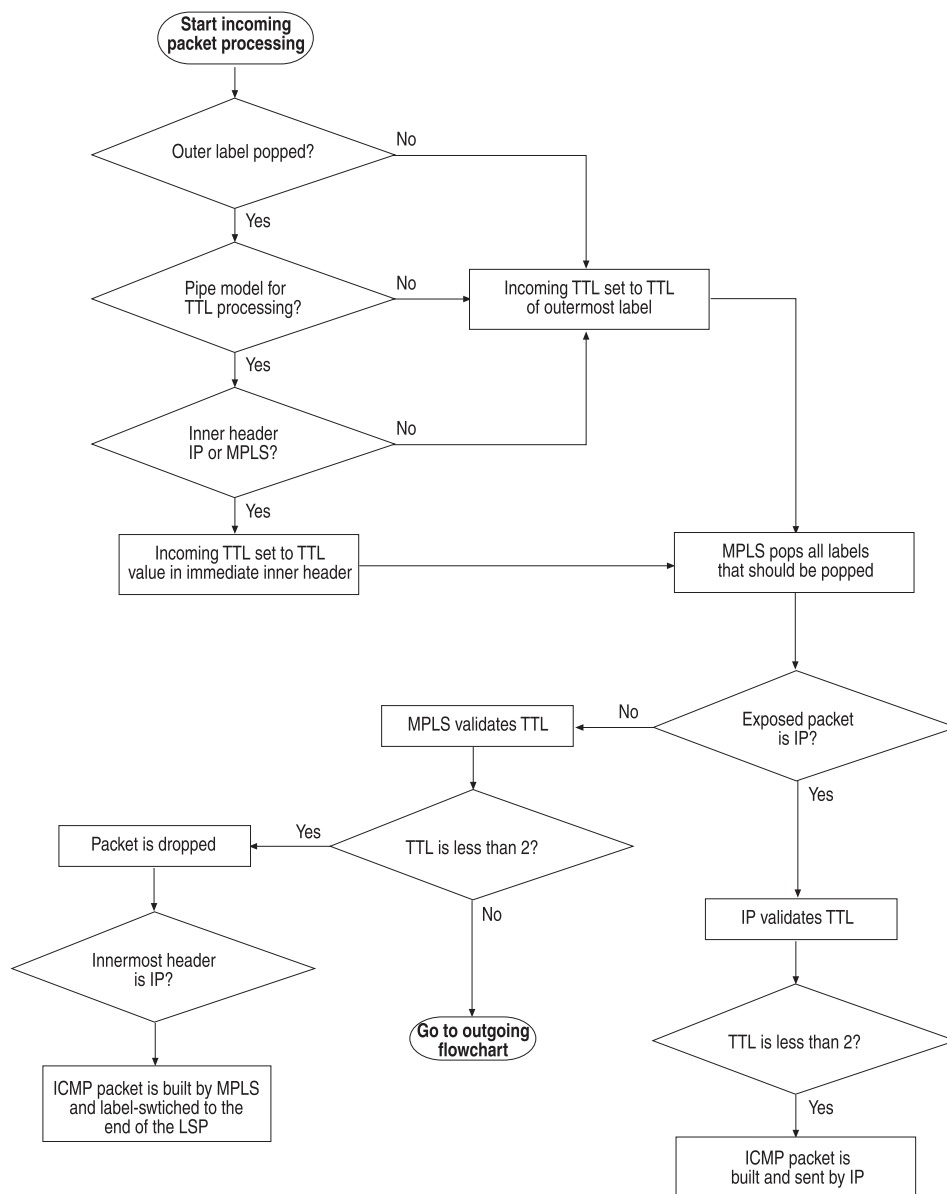 Start incoming
packet processing
Outer label popped?
No
Yes
Pipe model for
TTL processing?
No
Incoming TTL set to TTL
of outermost label
Yes
Inner header
IP or MPLS?
No
Yes
Incoming TTL set to TTL
value in immediate inner header
MPLS pops all labels
that should be popped
Exposed packet
is IP?
No
MPLS validates TTL
Yes
TTL is less than 2?
Yes
Packet is dropped
No
IP validates TTL
Innermost header
is IP?
Go to outgoing
flowchart
TTL is less than 2?
ICMP packet is built by MPLS
and label-swtiched to the
end of the LSP
Yes
ICMP packet is
built and sent by IP